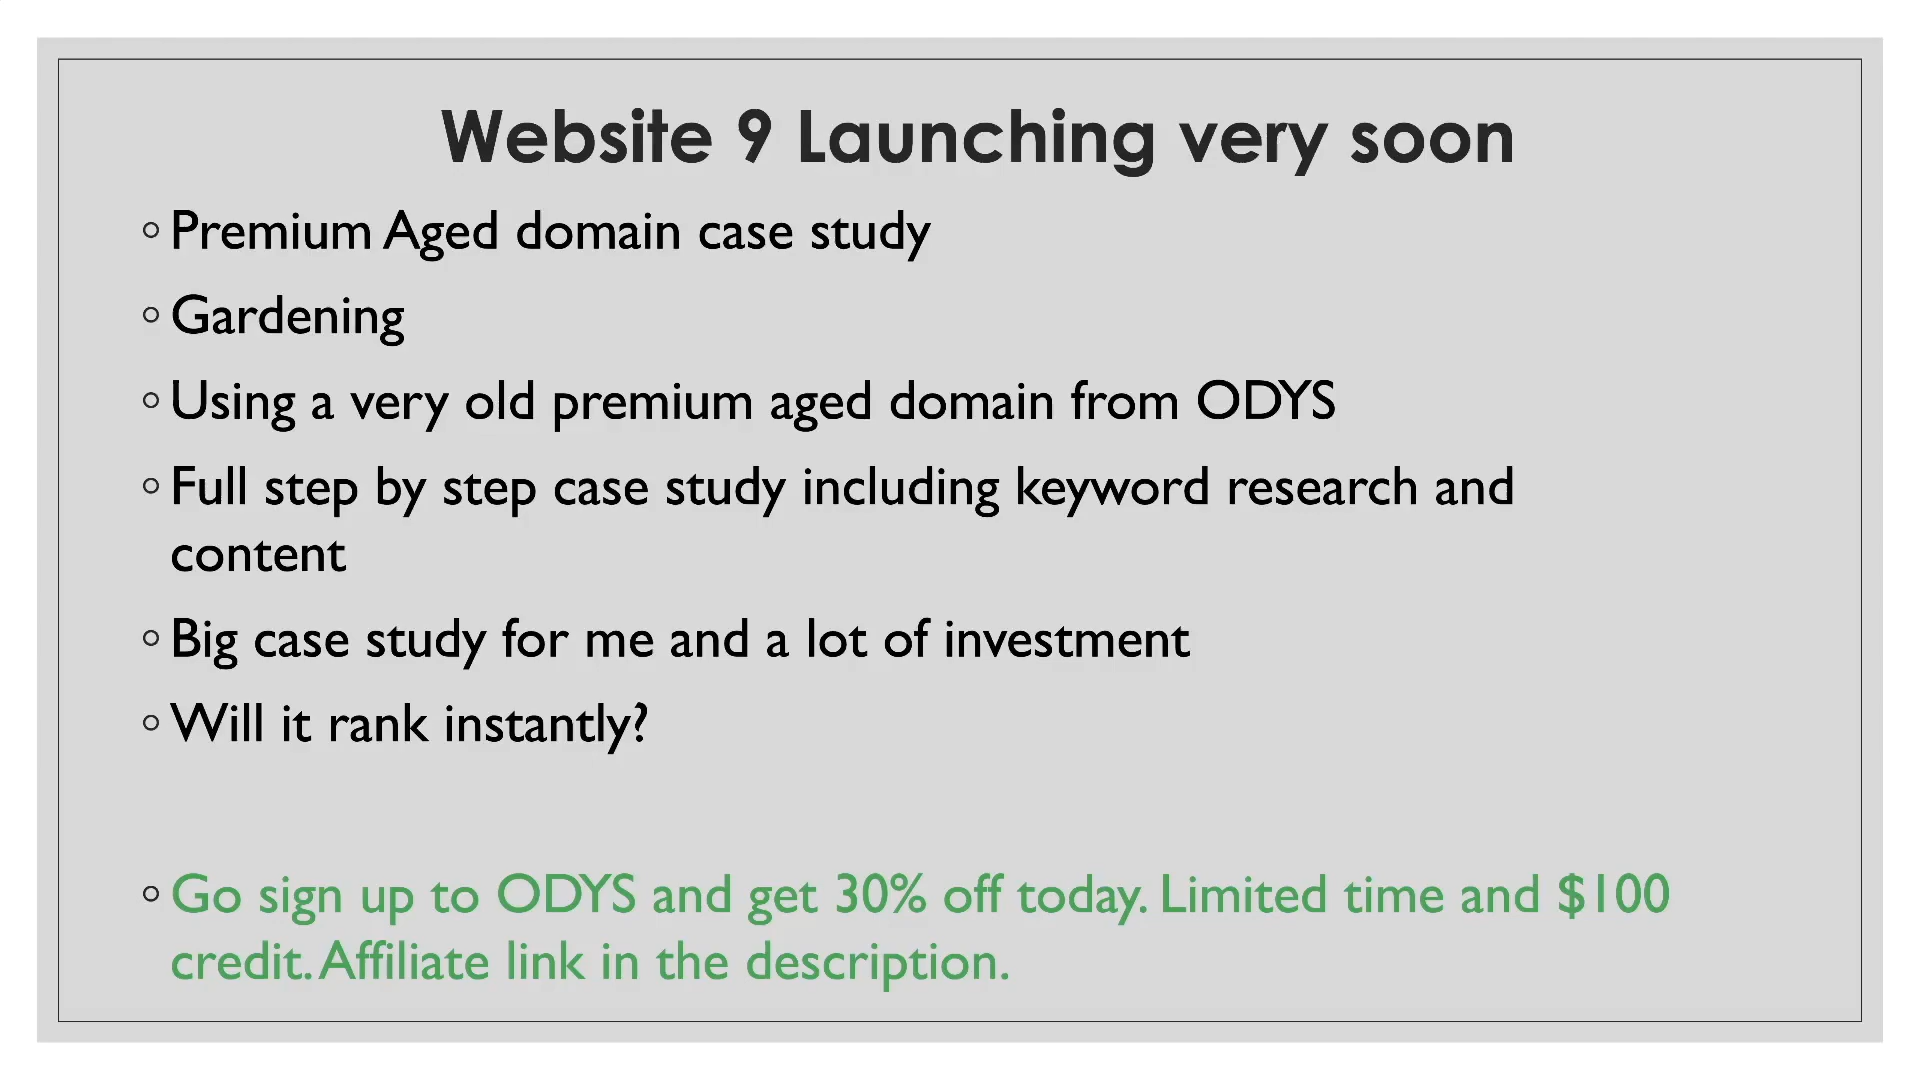 Website 9 Launching very soon
◦ Premium Aged domain case study
◦ Gardening
◦ Using a very old premium aged domain from ODYS
◦ Full step by step case study including keyword research and
content
◦ Big case study for me and a lot of investment
◦ Will it rank instantly?
◦ Go sign up to ODYS and get 30% off today. Limited time and $100
credit. Affiliate link in the description.